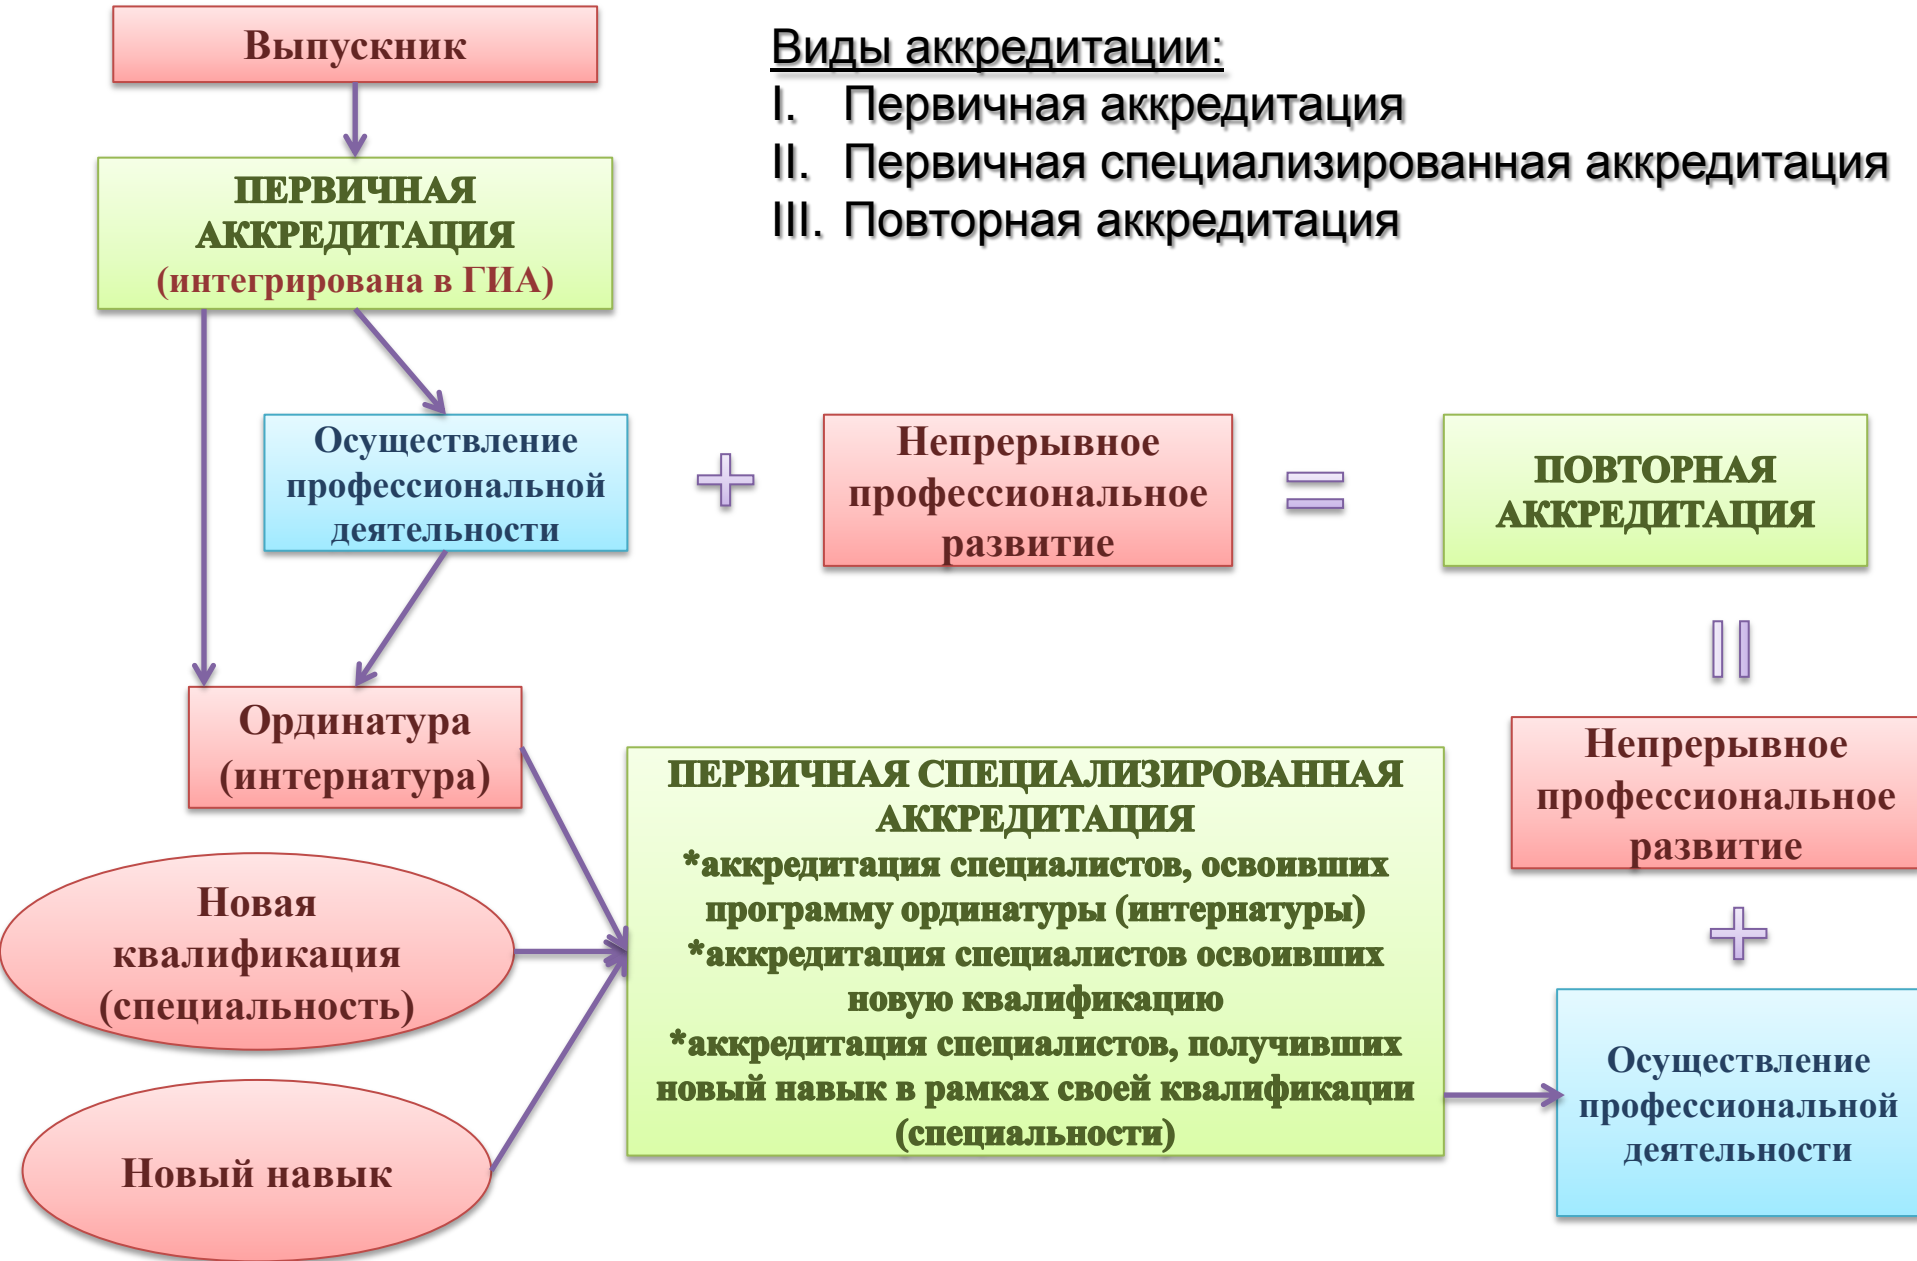 Выпускник
Виды аккредитации:
I. Первичная аккредитация
II. Первичная специализированная аккредитация
III. Повторная аккредитация
ПЕРВИЧНАЯ
АККРЕДИТАЦИЯ
(интегрирована в ГИА)
Осуществление
профессиональной
деятельности
+
Непрерывное
профессиональное
развитие
=
ПОВТОРНАЯ
АККРЕДИТАЦИЯ
=
Ординатура
(интернатура)
Новая
квалификация
(специальность)
Новый навык
ПЕРВИЧНАЯ СПЕЦИАЛИЗИРОВАННАЯ
АККРЕДИТАЦИЯ
*аккредитация специалистов, освоивших
программу ординатуры (интернатуры)
*аккредитация специалистов освоивших
новую квалификацию
*аккредитация специалистов, получивших
новый навык в рамках своей квалификации
(специальности)
Непрерывное
профессиональное
развитие
+
Осуществление
профессиональной
деятельности